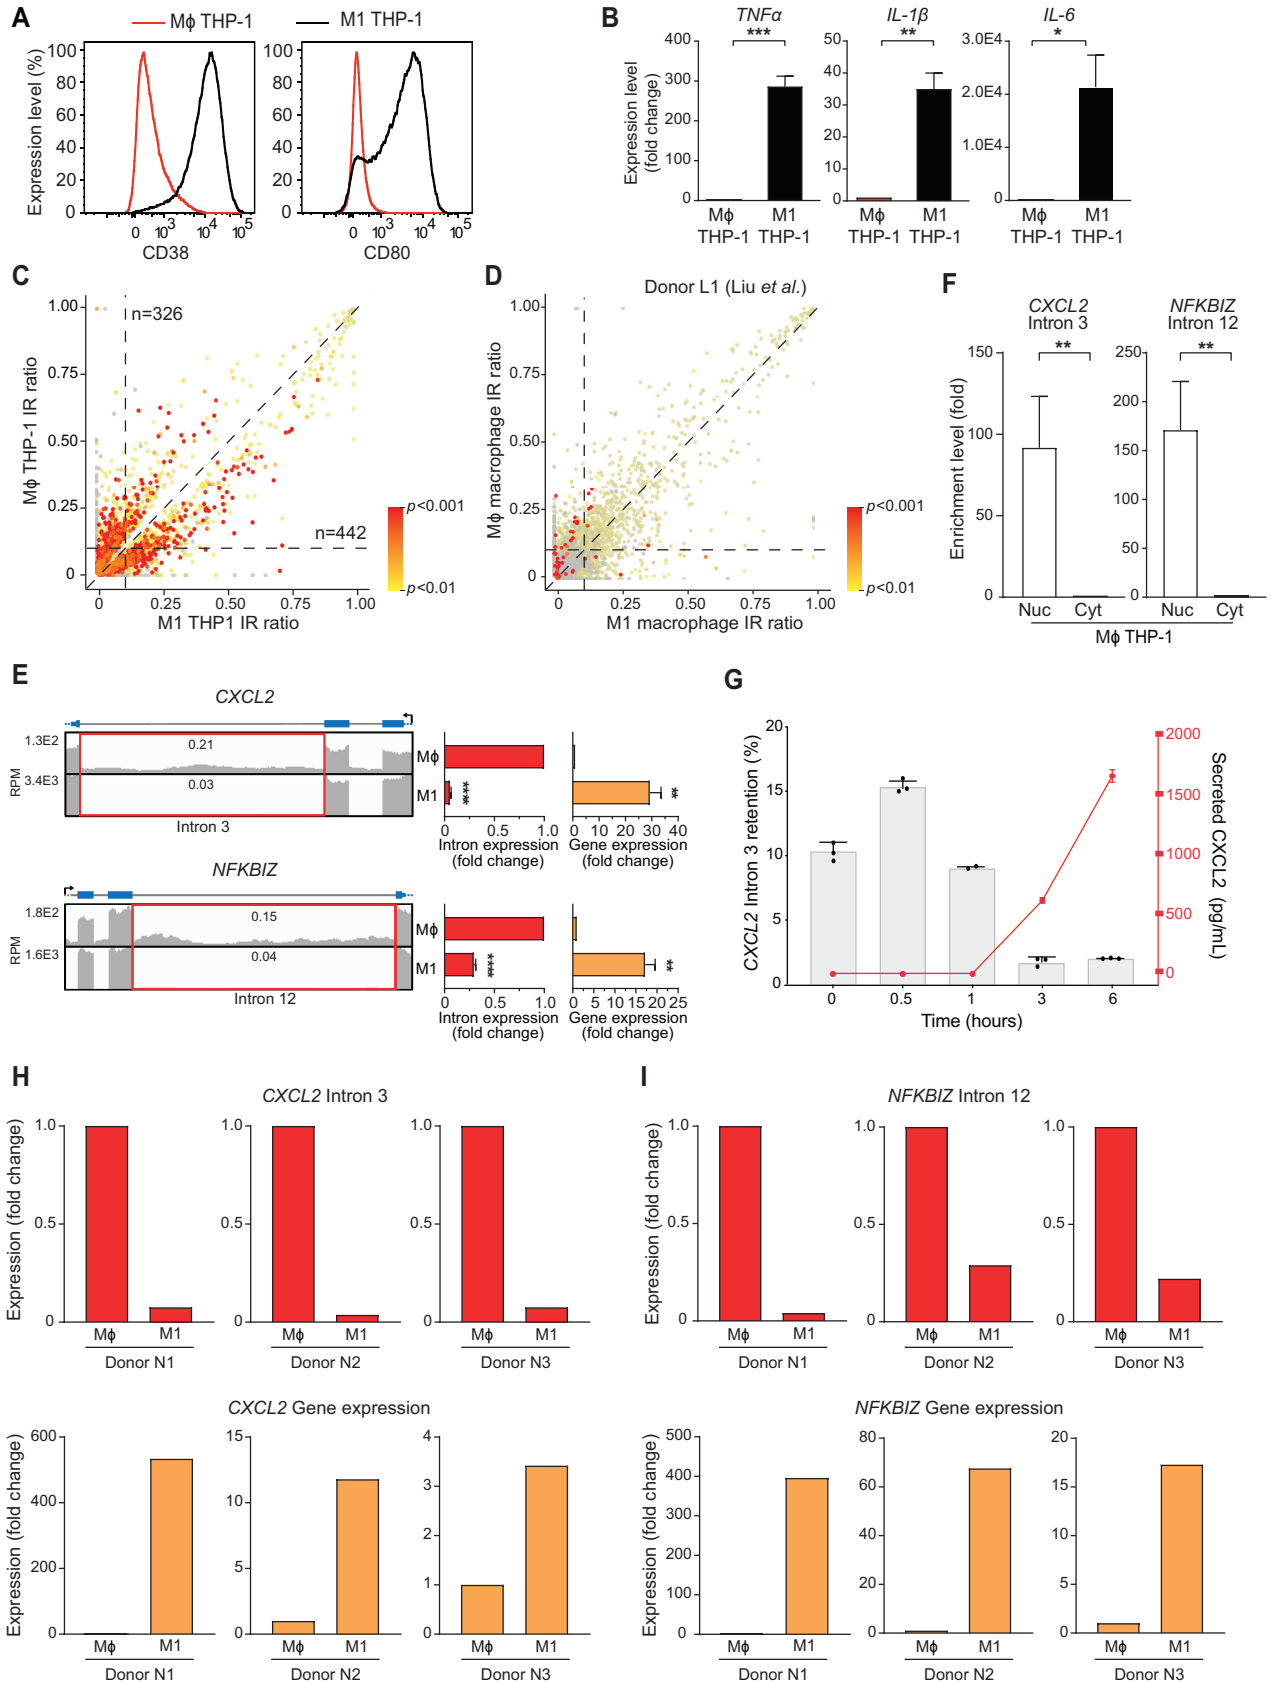 A
Mϕ THP-1
M1 THP-1
Expression level (%)
100
80
60
40
20
0
0 10³ 10⁴ 10⁵
CD38
100
80
60
40
20
0
0 10³ 10⁴ 10⁵
CD80
B
TNFα
IL-1β
IL-6
***
**
*
Expression level
(fold change)
400
300
200
100
0
Mϕ M1
THP-1 THP-1
50
40
30
20
10
0
Mϕ M1
THP-1 THP-1
3.0E4
2.0E4
1.0E4
0
Mϕ M1
THP-1 THP-1
C
Mϕ THP-1 IR ratio
1.00
0.75
0.50
0.25
0
n=326
n=442
p<0.001
p<0.01
0 0.25 0.50 0.75 1.00
M1 THP1 IR ratio
D
Donor L1 (Liu et al.)
Mϕ macrophage IR ratio
1.00
0.75
0.50
0.25
0
p<0.001
p<0.01
0 0.25 0.50 0.75 1.00
M1 macrophage IR ratio
F
CXCL2
Intron 3
NFKBIZ
Intron 12
**
**
Enrichment level (fold)
150
100
50
0
Nuc Cyt
250
200
150
100
50
0
Nuc Cyt
Mϕ THP-1
E
CXCL2
RPM
1.3E2
3.4E3
0.21
0.03
Intron 3
Mϕ
M1
****
0 0.5 1.0
Intron expression
(fold change)
**
0 10 20 30 40
Gene expression
(fold change)
NFKBIZ
RPM
1.8E2
1.6E3
0.15
0.04
Intron 12
Mϕ
M1
****
0 0.5 1.0
Intron expression
(fold change)
**
0 5 10 15 20 25
Gene expression
(fold change)
G
CXCL2 Intron 3 retention (%)
20
15
10
5
0
0 0.5 1 3 6
Time (hours)
2000
1500
1000
500
0
Secreted CXCL2 (pg/mL)
H
CXCL2 Intron 3
Expression (fold change)
1.0
0.5
0
Mϕ M1
Donor N1
1.0
0.5
0
Mϕ M1
Donor N2
1.0
0.5
0
Mϕ M1
Donor N3
CXCL2 Gene expression
Expression (fold change)
600
400
200
0
Mϕ M1
Donor N1
15
10
5
0
Mϕ M1
Donor N2
4
3
2
1
0
Mϕ M1
Donor N3
I
NFKBIZ Intron 12
Expression (fold change)
1.0
0.5
0
Mϕ M1
Donor N1
1.0
0.5
0
Mϕ M1
Donor N2
1.0
0.5
0
Mϕ M1
Donor N3
NFKBIZ Gene expression
Expression (fold change)
500
400
300
200
100
0
Mϕ M1
Donor N1
80
60
40
20
0
Mϕ M1
Donor N2
20
15
10
5
0
Mϕ M1
Donor N3